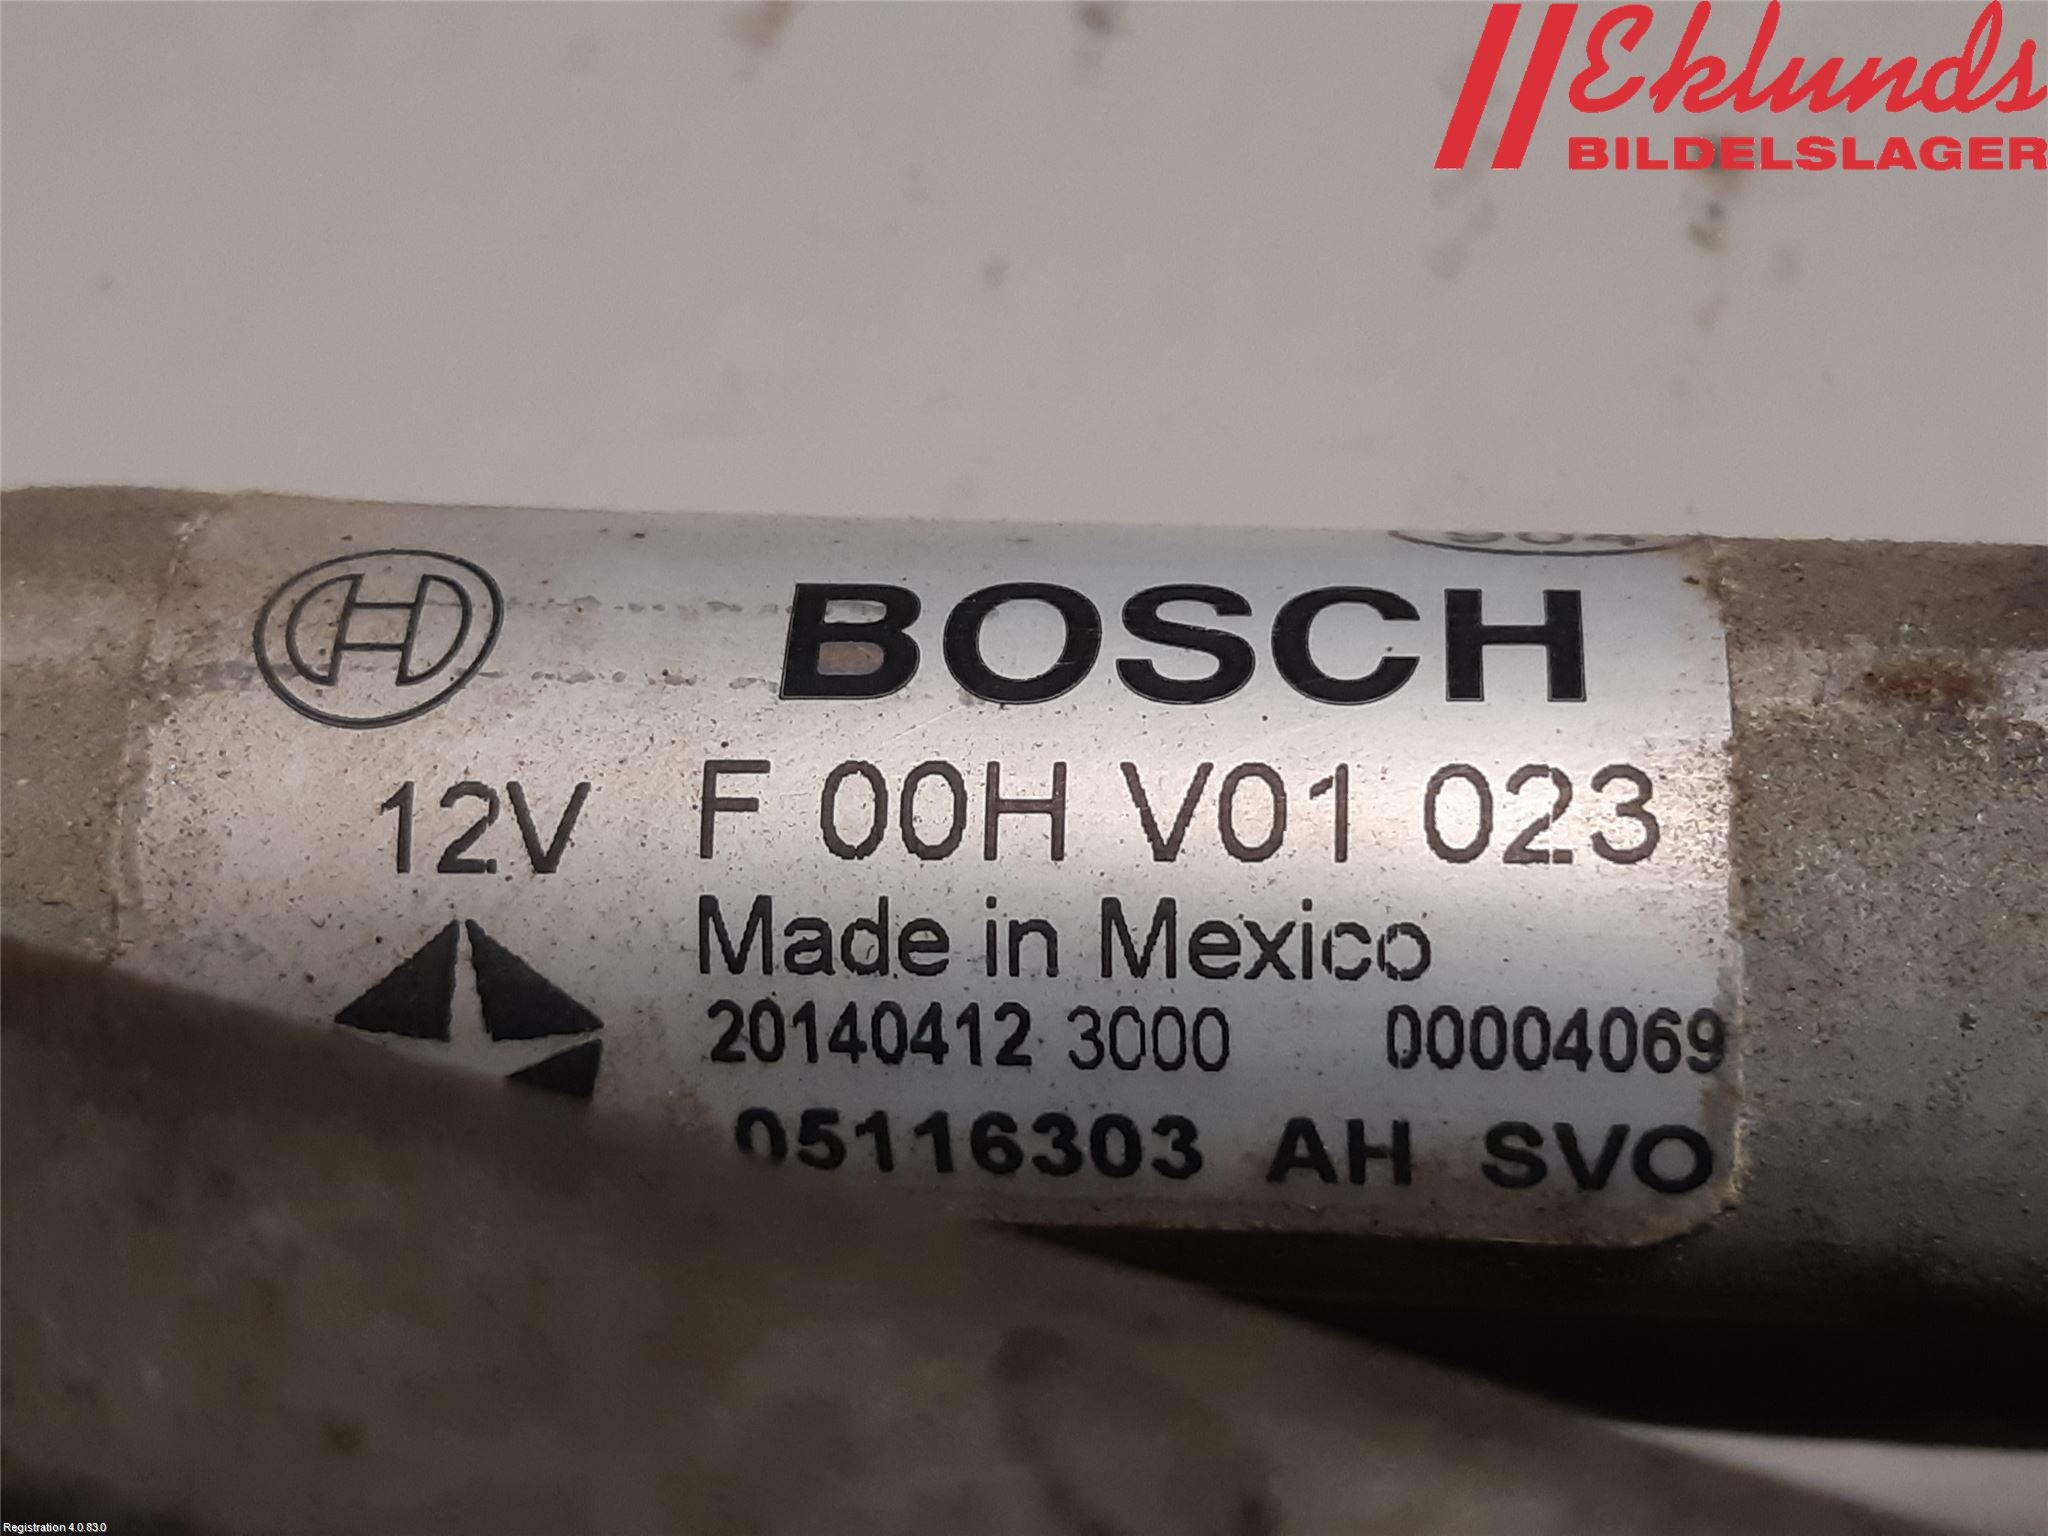 Eklunds
BILDELSLAGER
BOSCH
12V F 00H V01 023
Made in Mexico
20140412 3000 00004069
05116303 AH SVO
Registration 4.0.83.0